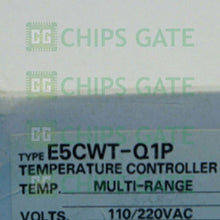 CHIPS GATE
CHIPS GATE
CHIPS GATE
TYPE E5CWT-Q1P
TEMPERATURE CONTROLLER
TEMP. MULTI-RANGE
VOLTS. 110/220VAC